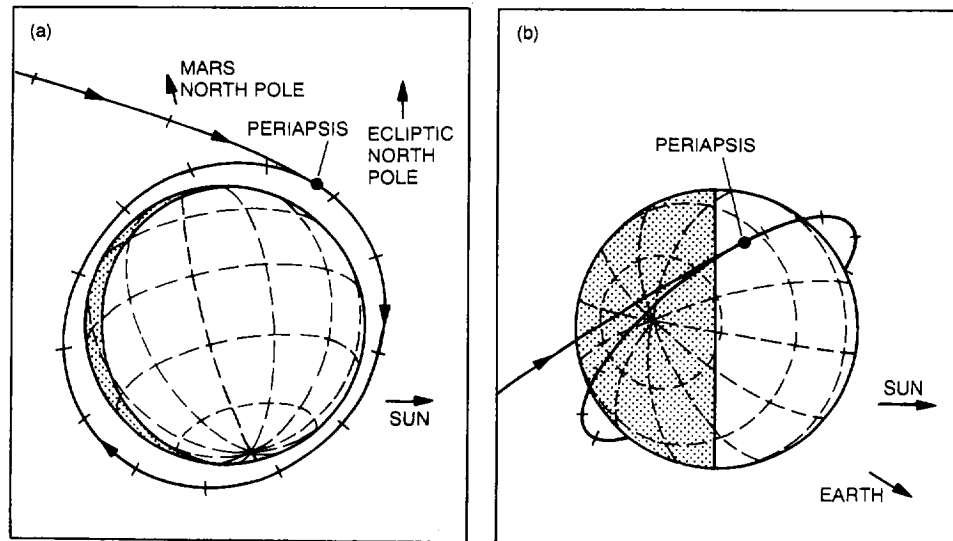 (a)
MARS
NORTH POLE
PERIAPSIS
ECLIPTIC
NORTH
POLE
SUN
(b)
PERIAPSIS
SUN
EARTH